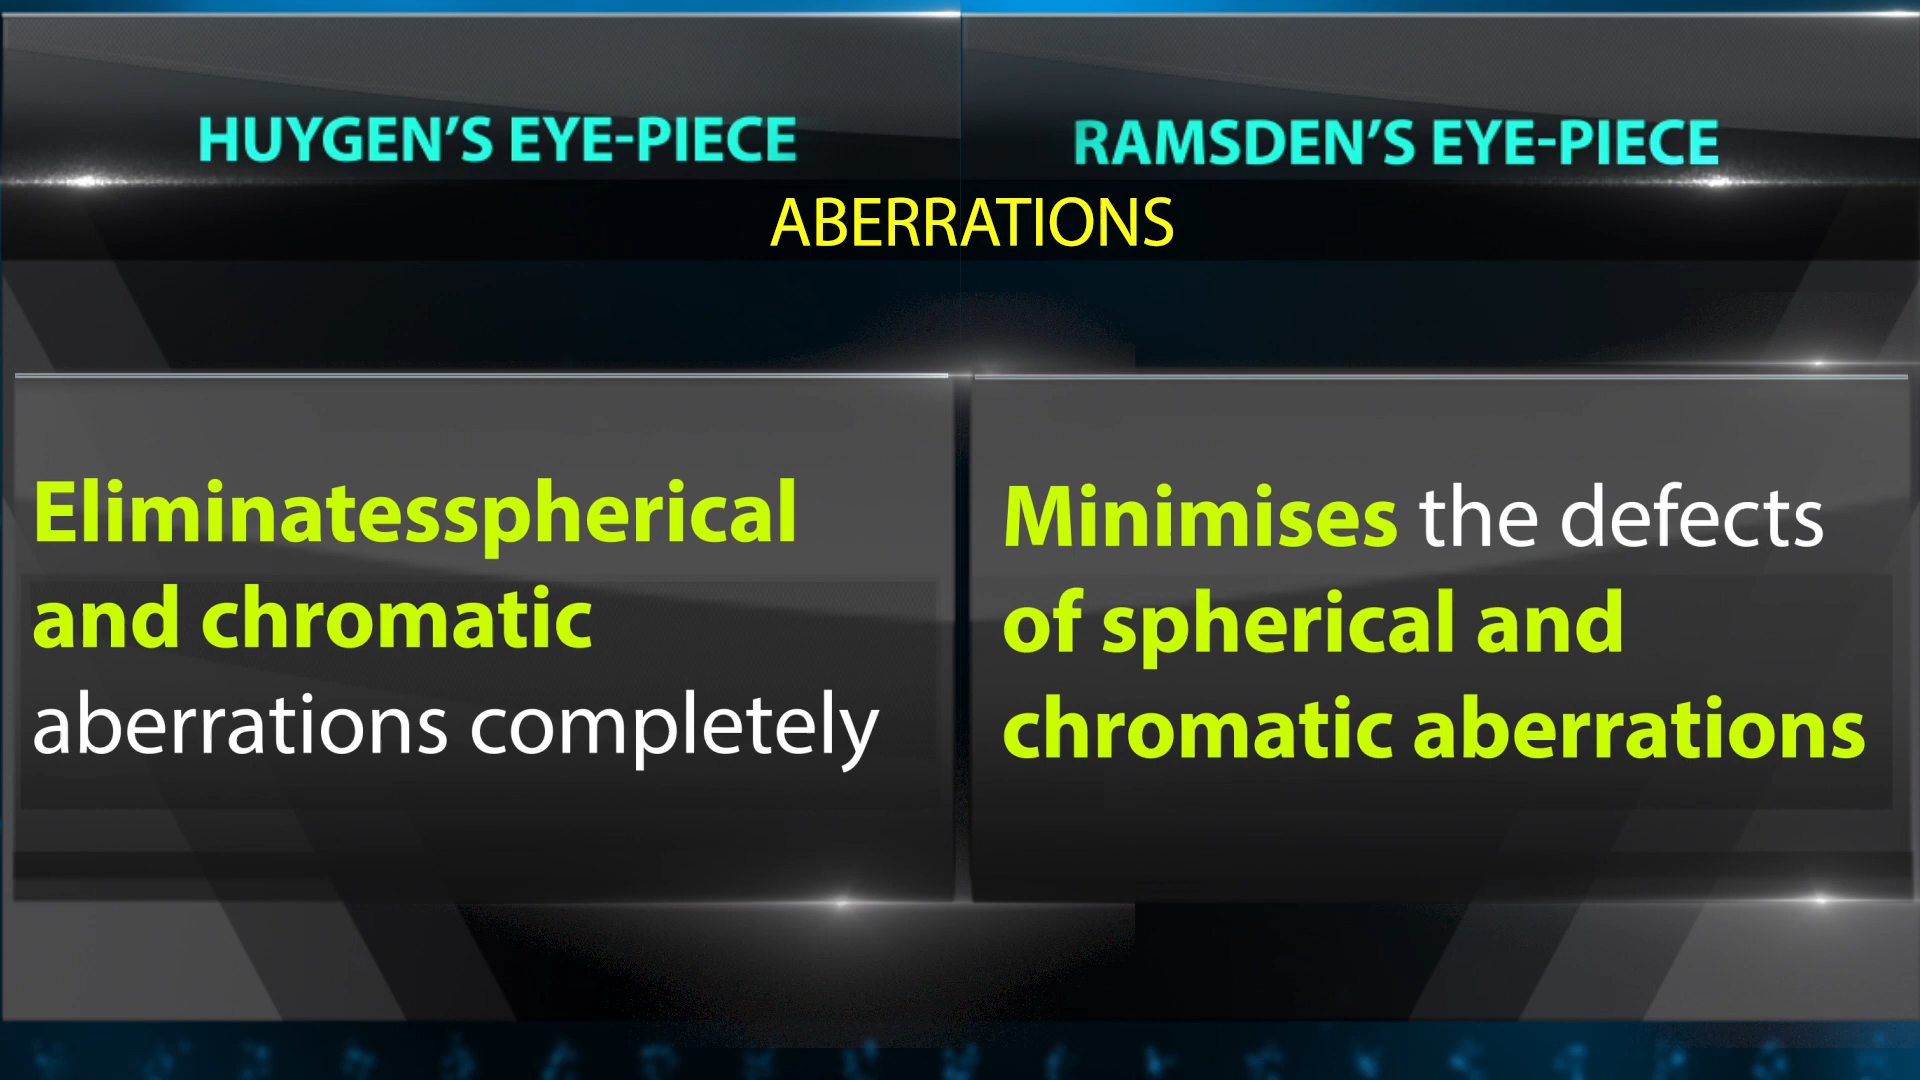 HUYGEN’S EYE-PIECE
RAMSDEN’S EYE-PIECE
ABERRATIONS
Eliminatesspherical
and chromatic
aberrations completely
Minimises the defects
of spherical and
chromatic aberrations